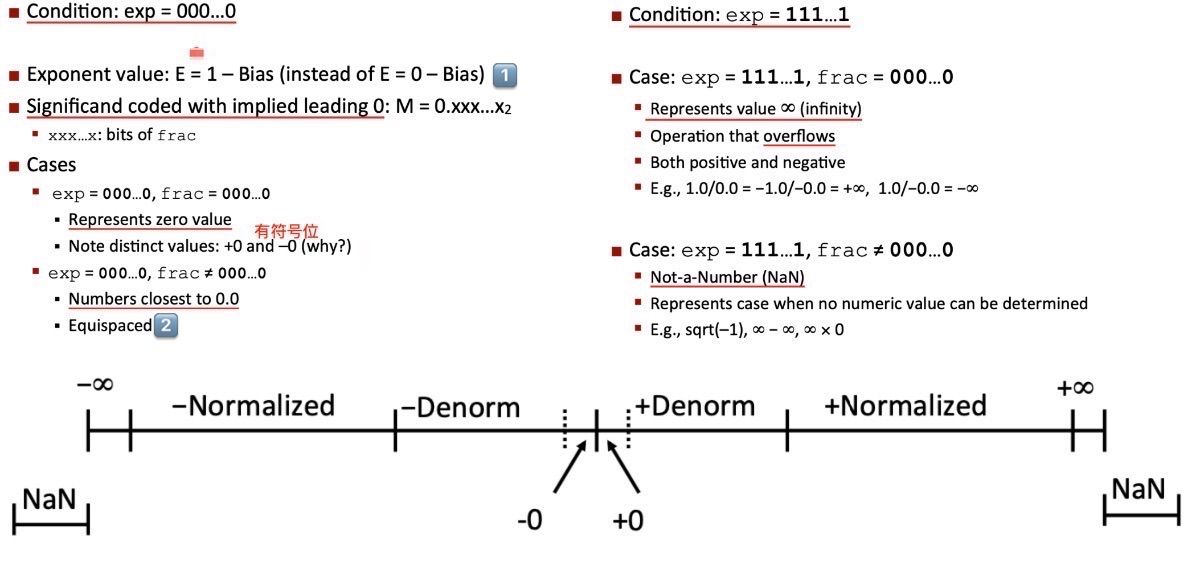 Condition: exp = 000…0
Exponent value: E = 1 – Bias (instead of E = 0 – Bias) 1
Significand coded with implied leading 0: M = 0.xxx…x2
xxx…x: bits of frac
Cases
exp = 000…0, frac = 000…0
Represents zero value
有符号位
Note distinct values: +0 and –0 (why?)
exp = 000…0, frac ≠ 000…0
Numbers closest to 0.0
Equispaced 2
Condition: exp = 111…1
Case: exp = 111…1, frac = 000…0
Represents value ∞ (infinity)
Operation that overflows
Both positive and negative
E.g., 1.0/0.0 = −1.0/−0.0 = +∞, 1.0/−0.0 = −∞
Case: exp = 111…1, frac ≠ 000…0
Not-a-Number (NaN)
Represents case when no numeric value can be determined
E.g., sqrt(–1), ∞ − ∞, ∞ x 0
−∞
−Normalized
−Denorm
+Denorm
+Normalized
+∞
NaN
-0
+0
NaN